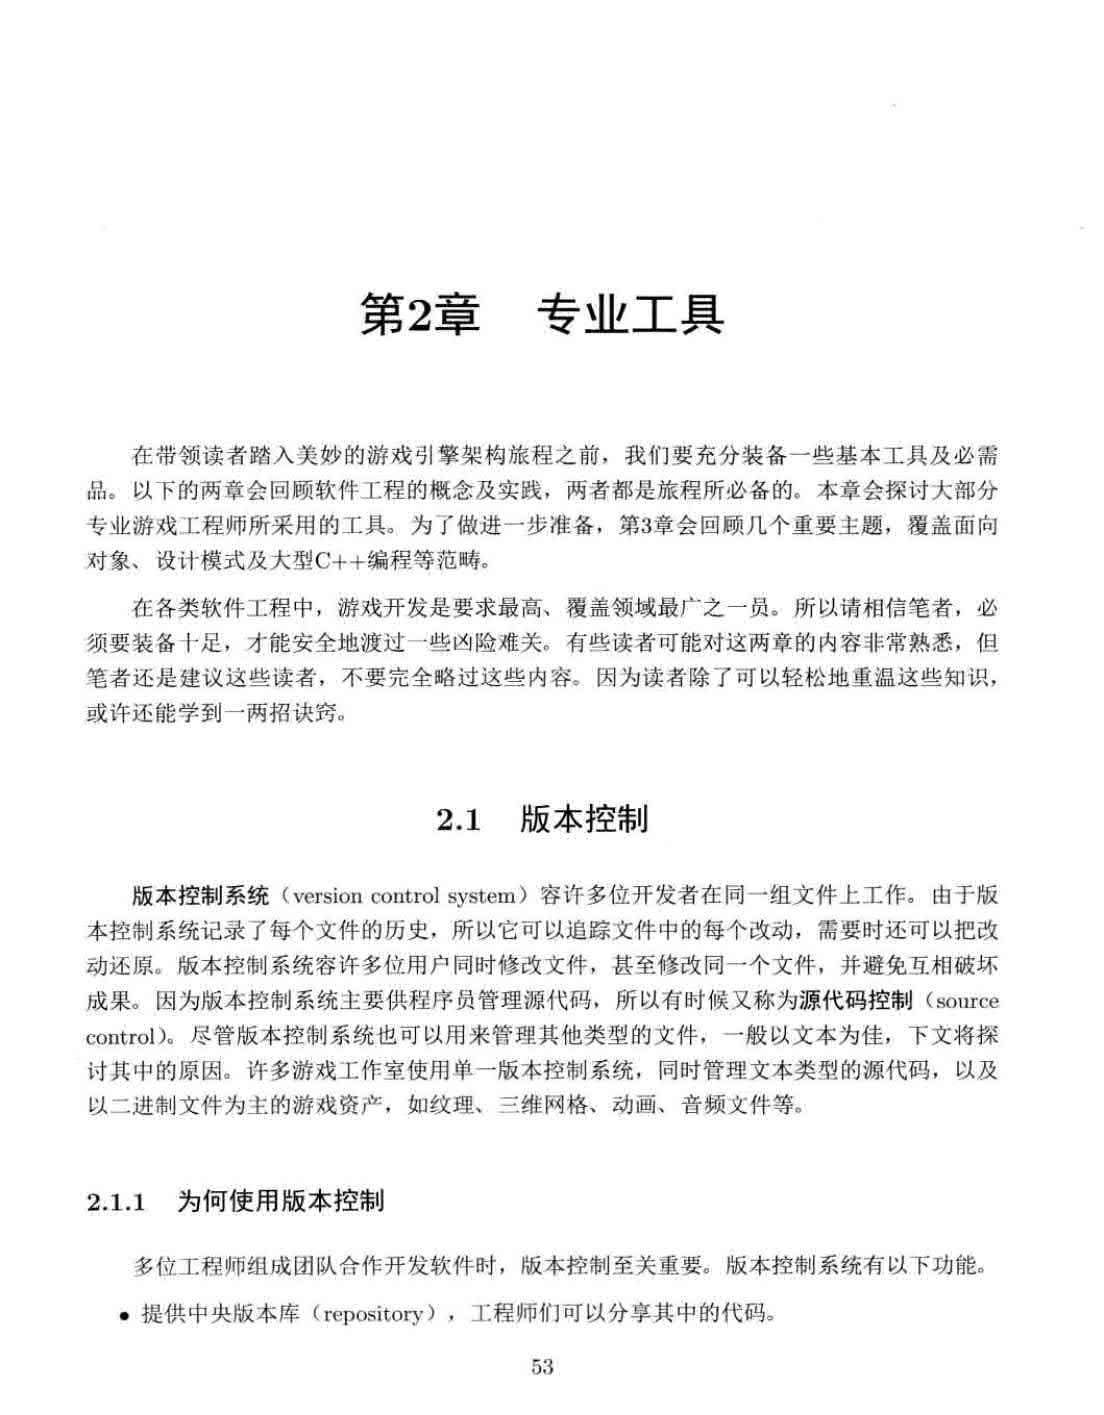 第2章 专业工具
在带领读者踏入美妙的游戏引擎架构旅程之前，我们要充分装备一些基本工具及必需
品。以下的两章会回顾软件工程的概念及实践，两者都是旅程所必备的。本章会探讨大部分
专业游戏工程师所采用的工具。为了做进一步准备，第3章会回顾几个重要主题，覆盖面向
对象、设计模式及大型C++编程等范畴。
在各类软件工程中，游戏开发是要求最高、覆盖领域最广之一员。所以请相信笔者，必
须要装备十足，才能安全地渡过一些凶险难关。有些读者可能对这两章的内容非常熟悉，但
笔者还是建议这些读者，不要完全略过这些内容。因为读者除了可以轻松地重温这些知识，
或许还能学到一两招诀窍。
2.1 版本控制
版本控制系统（version control system）容许多位开发者在同一组文件上工作。由于版
本控制系统记录了每个文件的历史，所以它可以追踪文件中的每个改动，需要时还可以把改
动还原。版本控制系统容许多位用户同时修改文件，甚至修改同一个文件，并避免互相破坏
成果。因为版本控制系统主要供程序员管理源代码，所以有时候又称为源代码控制（source
control）。尽管版本控制系统也可以用来管理其他类型的文件，一般以文本为佳，下文将探
讨其中的原因。许多游戏工作室使用单一版本控制系统，同时管理文本类型的源代码，以及
以二进制文件为主的游戏资产，如纹理、三维网格、动画、音频文件等。
2.1.1 为何使用版本控制
多位工程师组成团队合作开发软件时，版本控制至关重要。版本控制系统有以下功能。
• 提供中央版本库（repository），工程师们可以分享其中的代码。
53